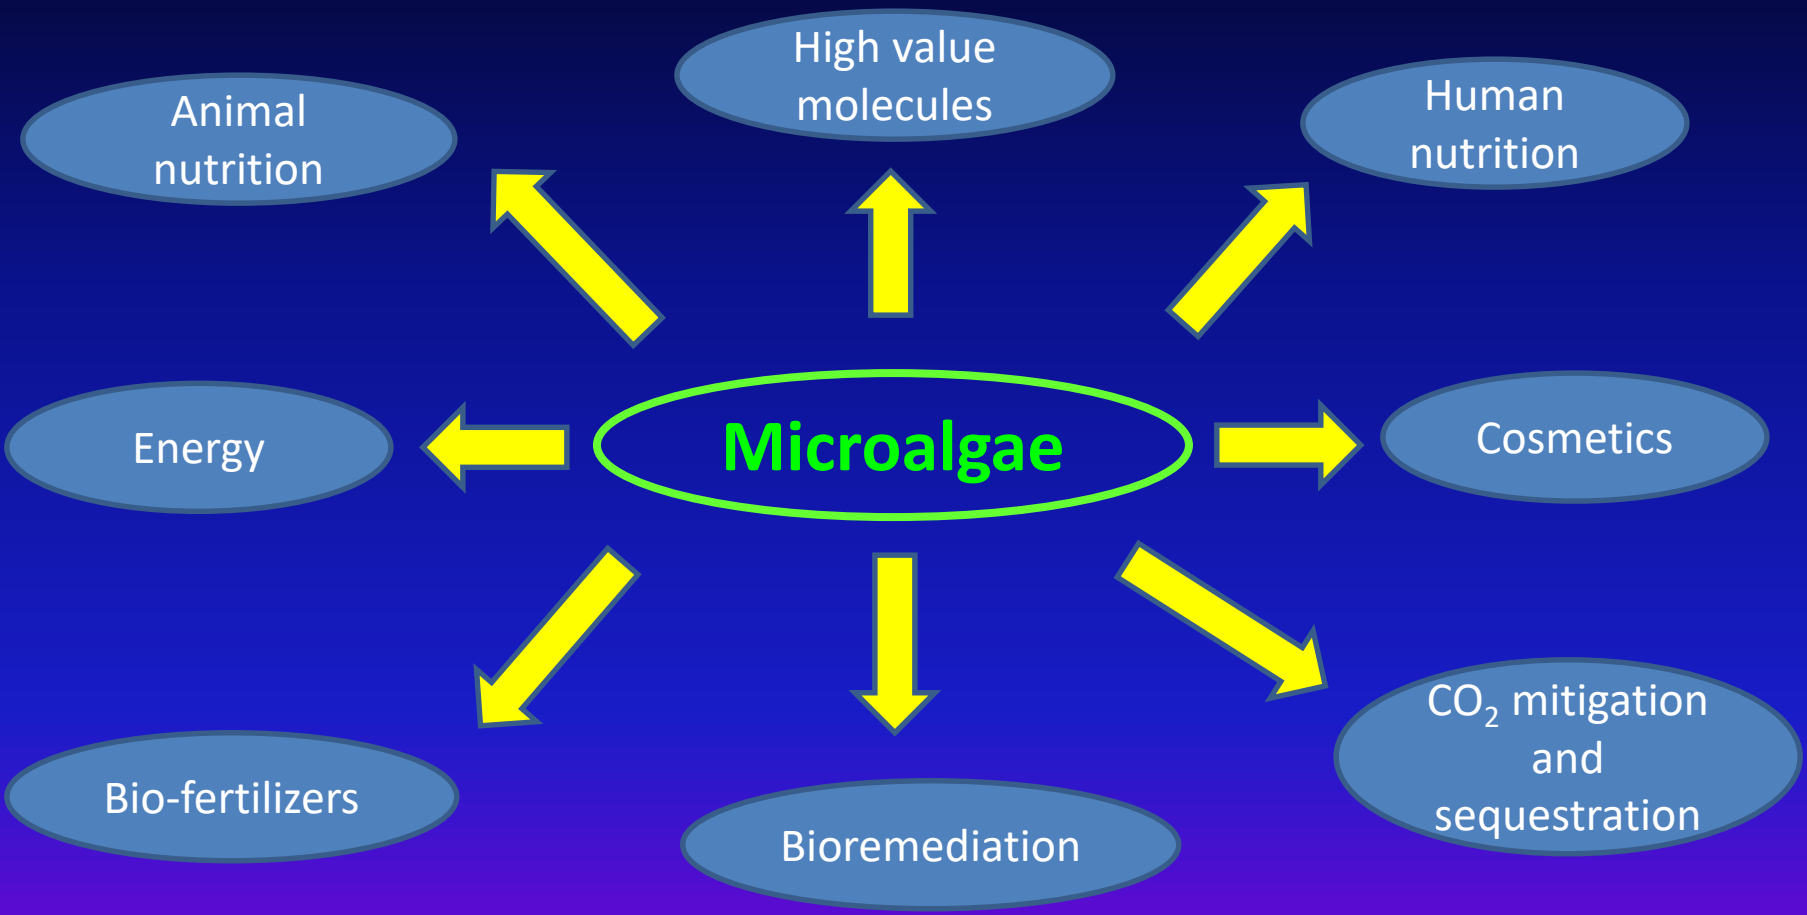 High value
molecules
Animal
nutrition
Human
nutrition
Energy
Microalgae
Cosmetics
Bio-fertilizers
Bioremediation
CO₂ mitigation
and
sequestration